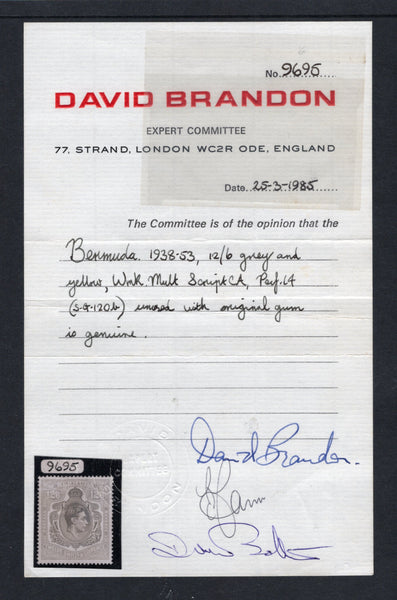 No. 9695
DAVID BRANDON
EXPERT COMMITTEE
77, STRAND, LONDON WC2R ODE, ENGLAND
Date. 25-3-1985
The Committee is of the opinion that the
Bermuda. 1938-53, 12/6 grey and
yellow, Wmk Mult Script CA, Perf. 14
(S.G. 120b) unused with original gum
is genuine.
David Brandon.
9695